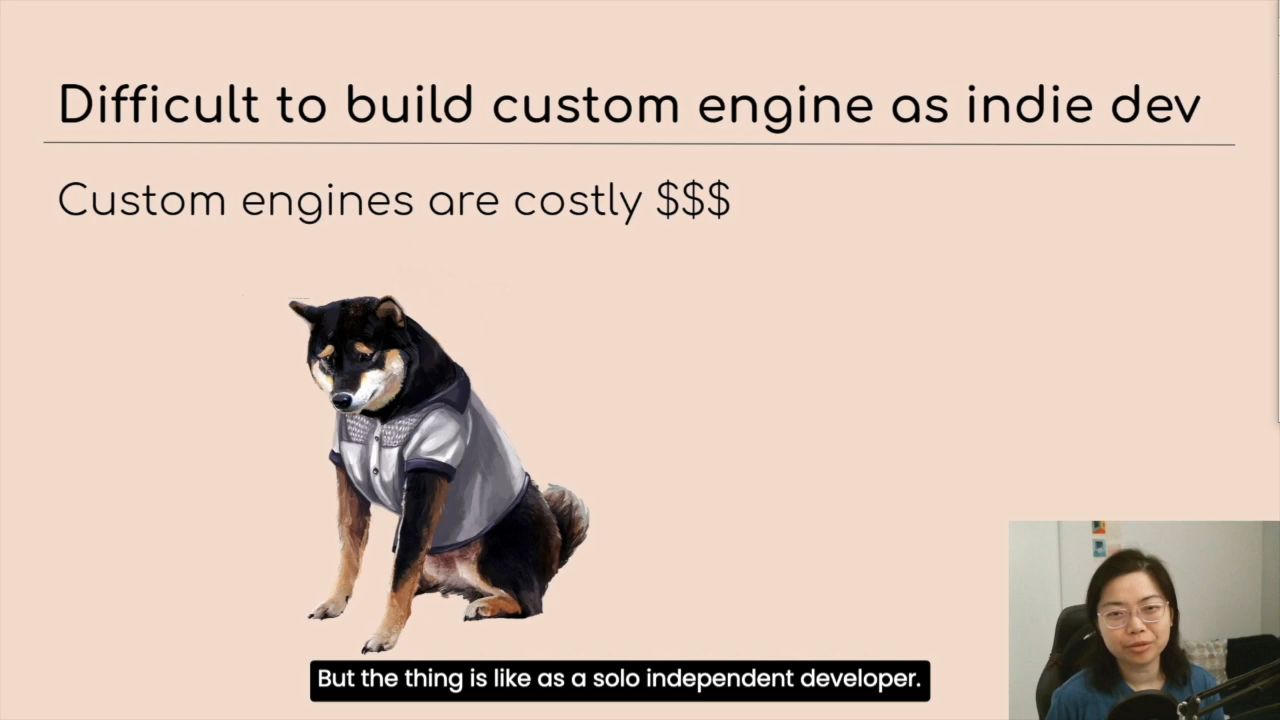 Difficult to build custom engine as indie dev
Custom engines are costly $$$
But the thing is like as a solo independent developer.